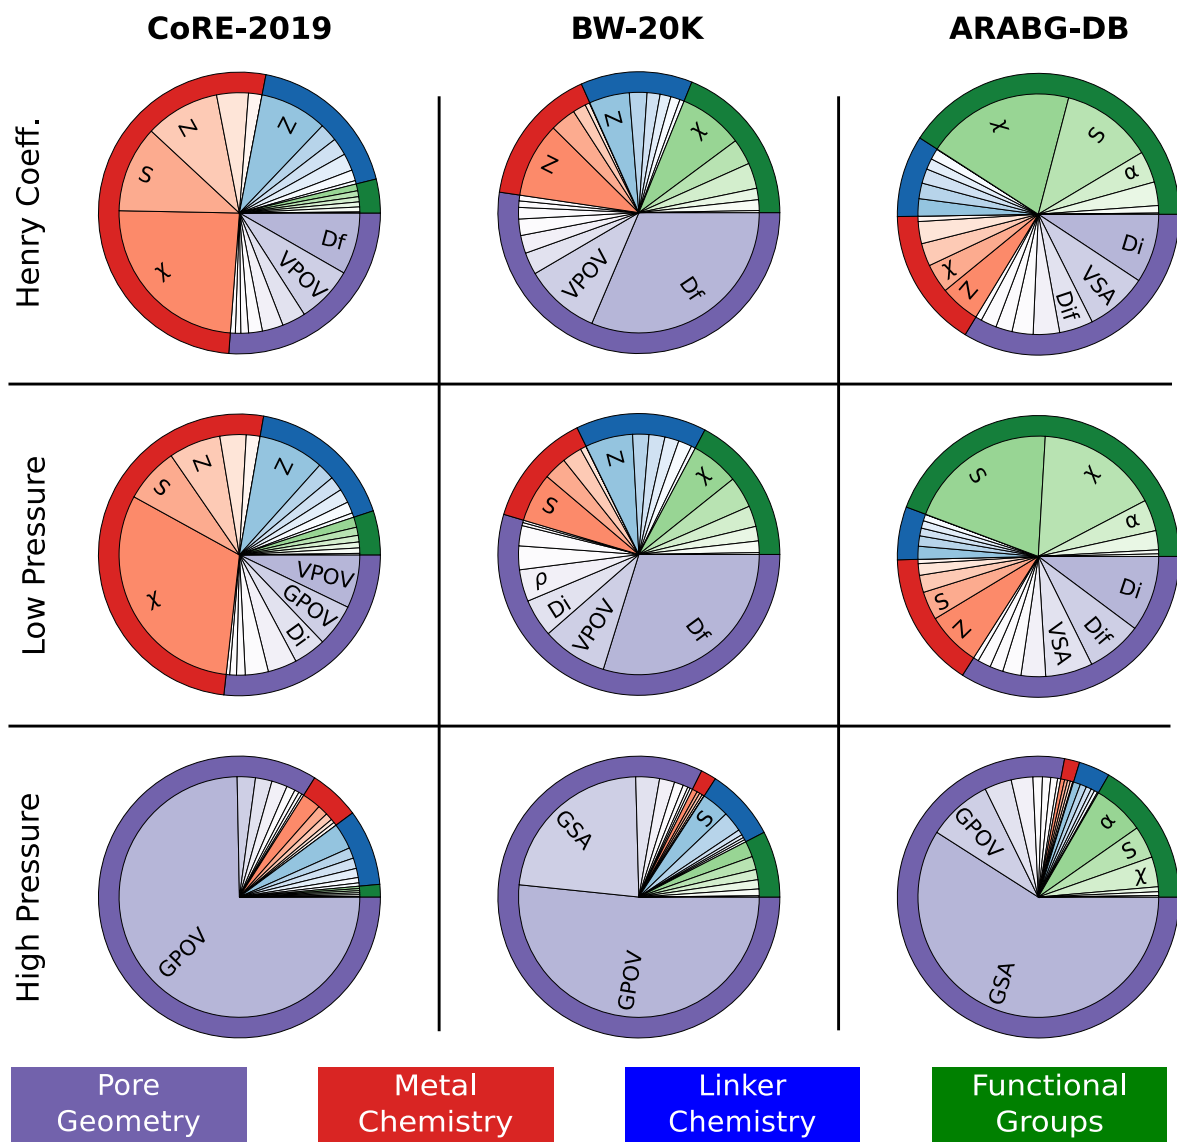 CoRE-2019
BW-20K
ARABG-DB
Henry Coeff.
Z
S
χ
Z
Df
VPOV
Z
Z
χ
VPOV
Df
χ
S
α
Di
VSA
Dif
Z
χ
Low Pressure
Z
S
χ
Z
VPOV
GPOV
Di
Z
S
χ
ρ
Di
VPOV
Df
S
χ
α
Di
Dif
VSA
Z
S
High Pressure
GPOV
GSA
S
GPOV
GPOV
α
S
χ
GSA
Pore
Geometry
Metal
Chemistry
Linker
Chemistry
Functional
Groups